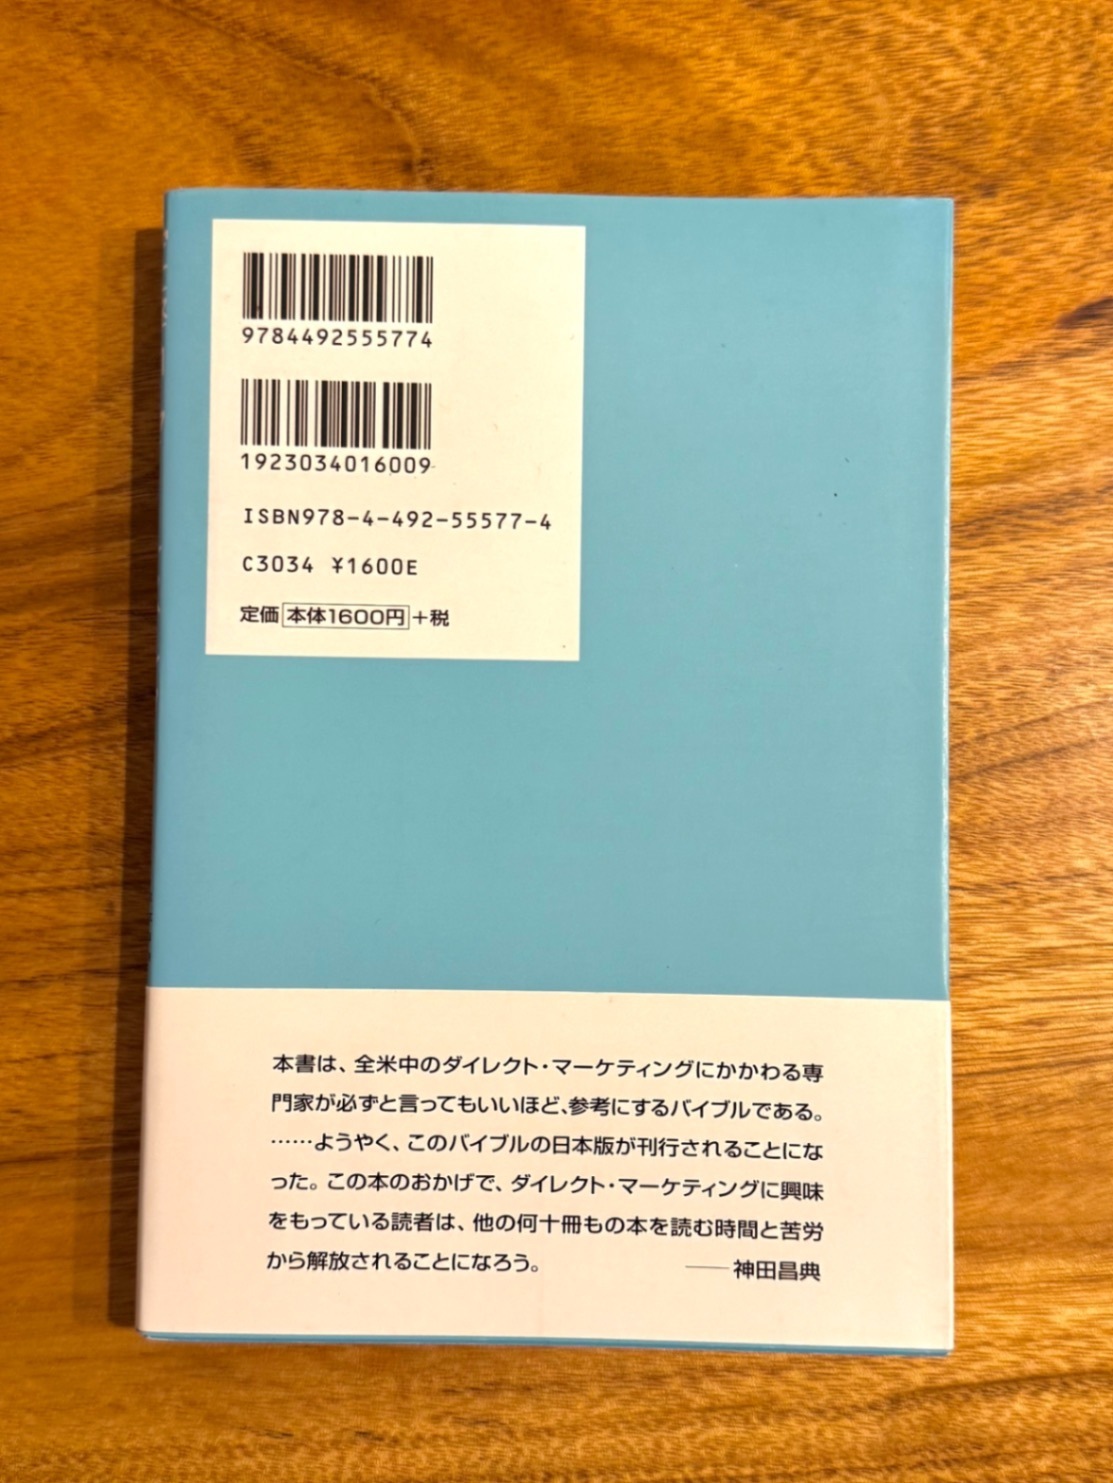 9784492555774
1923034016009
ISBN978-4-492-55577-4
C3034 ¥1600E
定価 本体1600円 +税
本書は、全米中のダイレクト・マーケティングにかかわる専
門家が必ずと言ってもいいほど、参考にするバイブルである。
……ようやく、このバイブルの日本版が刊行されることにな
った。この本のおかげで、ダイレクト・マーケティングに興味
をもっている読者は、他の何十冊もの本を読む時間と苦労
から解放されることになろう。 ──神田昌典